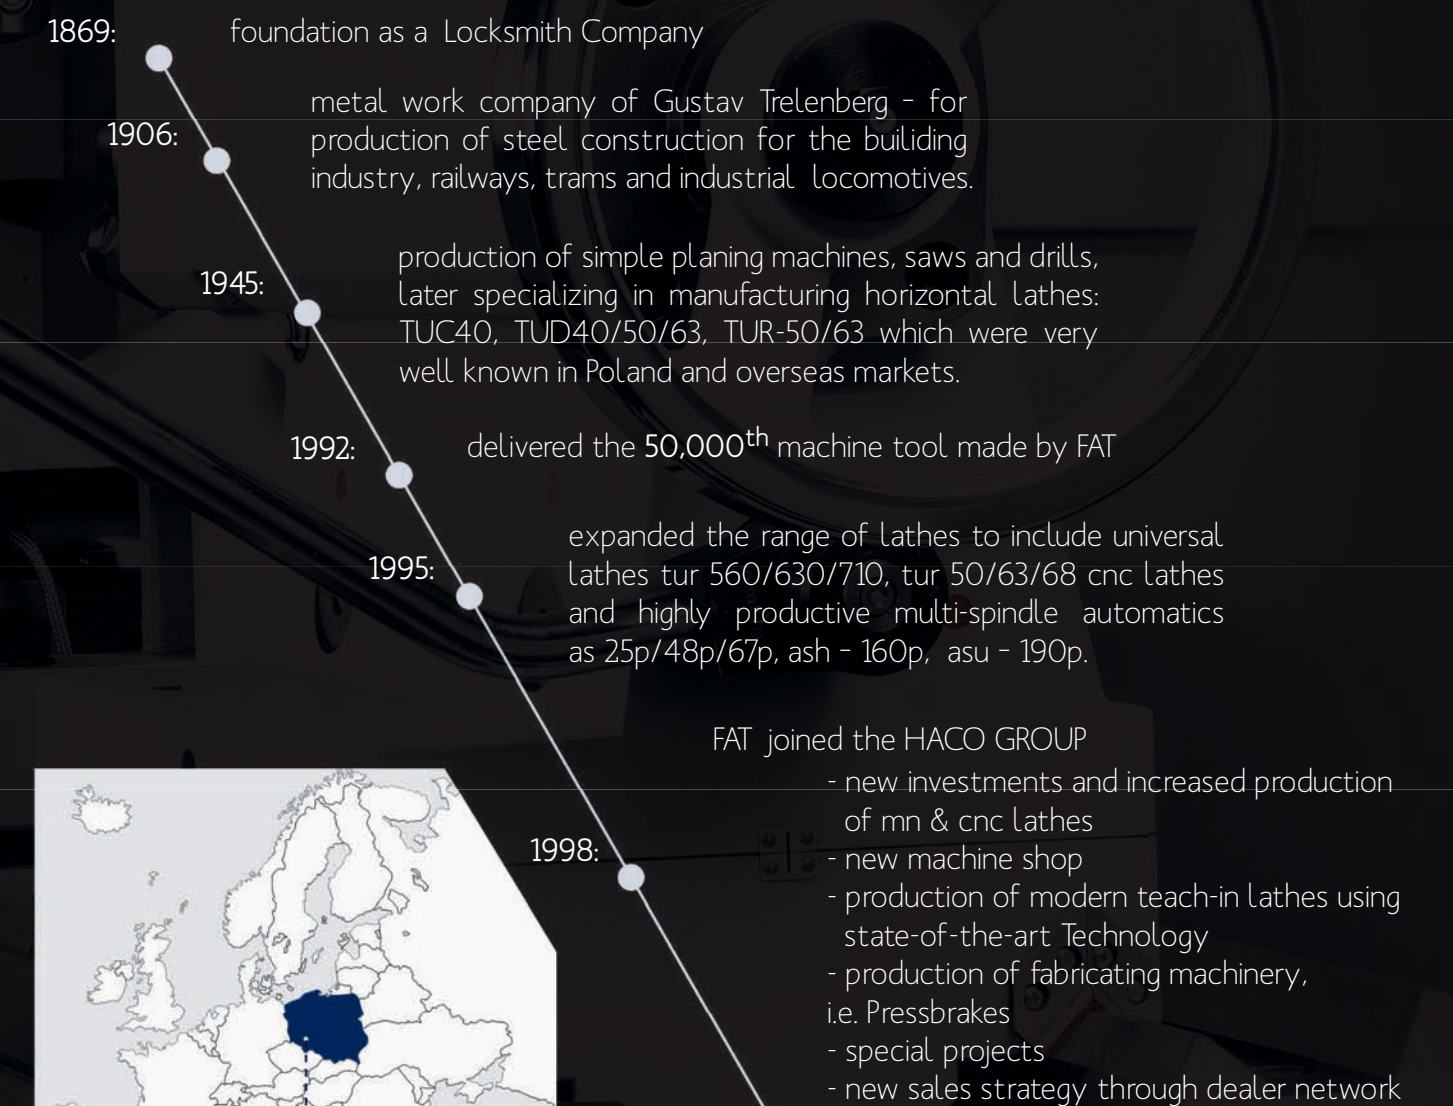 1869:
foundation as a Locksmith Company
1906:
metal work company of Gustav Trelenberg - for
production of steel construction for the builiding
industry, railways, trams and industrial locomotives.
1945:
production of simple planing machines, saws and drills,
later specializing in manufacturing horizontal lathes:
TUC40, TUD40/50/63, TUR-50/63 which were very
well known in Poland and overseas markets.
1992:
delivered the 50,000th machine tool made by FAT
1995:
expanded the range of lathes to include universal
lathes tur 560/630/710, tur 50/63/68 cnc lathes
and highly productive multi-spindle automatics
as 25p/48p/67p, ash - 160p, asu - 190p.
1998:
FAT joined the HACO GROUP
- new investments and increased production
of mn & cnc lathes
- new machine shop
- production of modern teach-in lathes using
state-of-the-art Technology
- production of fabricating machinery,
i.e. Pressbrakes
- special projects
- new sales strategy through dealer network